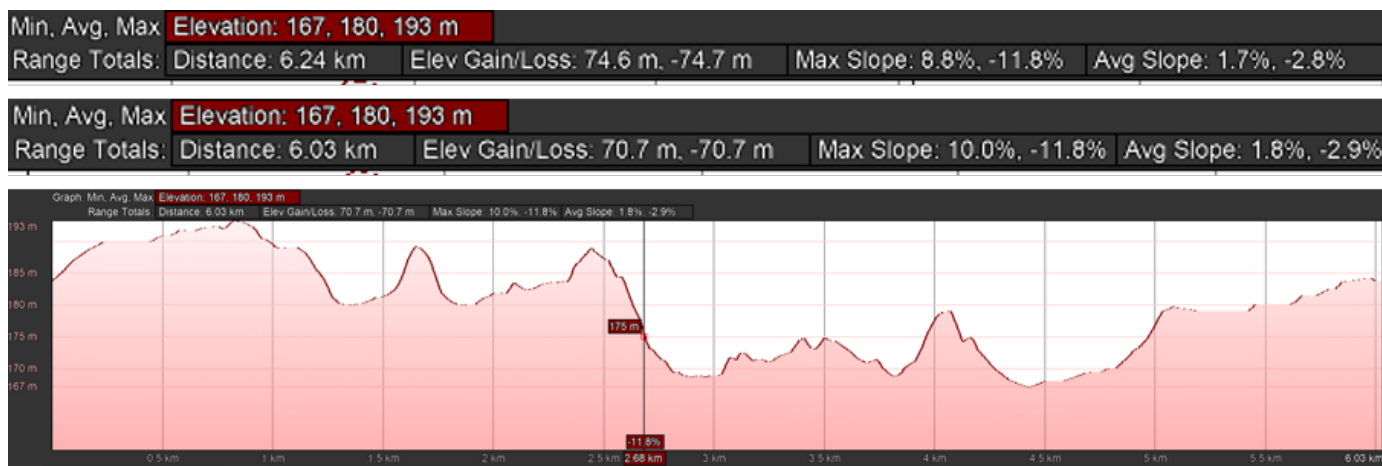 Min, Avg, Max Elevation: 167, 180, 193 m
Range Totals: Distance: 6.24 km Elev Gain/Loss: 74.6 m, -74.7 m Max Slope: 8.8%, -11.8% Avg Slope: 1.7%, -2.8%
Min, Avg, Max Elevation: 167, 180, 193 m
Range Totals: Distance: 6.03 km Elev Gain/Loss: 70.7 m, -70.7 m Max Slope: 10.0%, -11.8% Avg Slope: 1.8%, -2.9%
Graph: Min, Avg, Max Elevation: 167, 180, 193 m
Range Totals: Distance: 6.03 km Elev Gain/Loss: 70.7 m, -70.7 m Max Slope: 10.0%, -11.8% Avg Slope: 1.8%, -2.9%
193 m
185 m
180 m
175 m
175 m
170 m
167 m
-11.8%
0.5 km 1 km 1.5 km 2 km 2.5 km 2.68 km 3 km 3.5 km 4 km 4.5 km 5 km 5.5 km 6.03 km